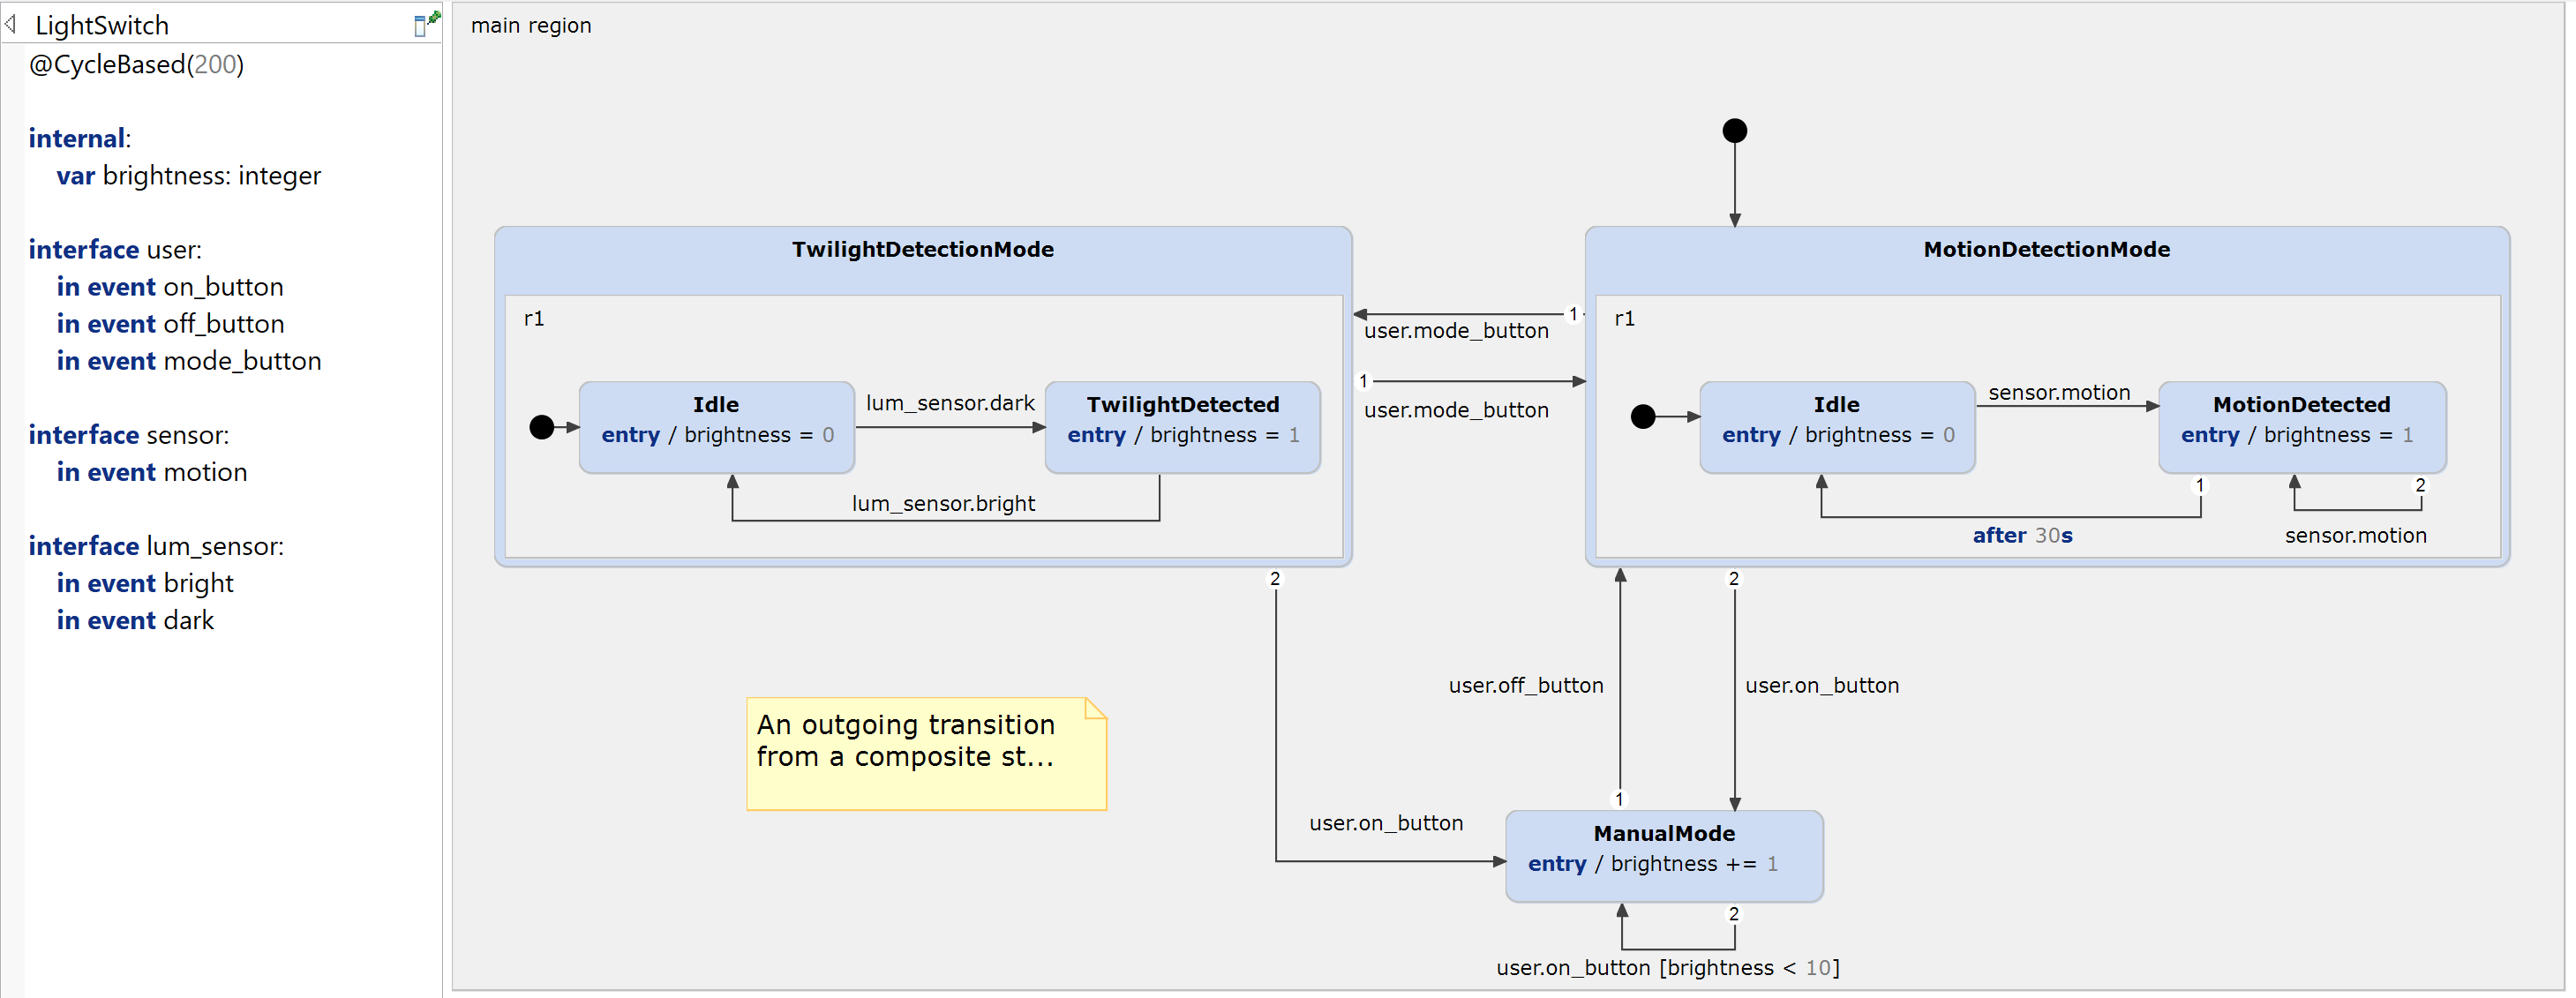 LightSwitch
@CycleBased(200)
internal:
var brightness: integer
interface user:
in event on_button
in event off_button
in event mode_button
interface sensor:
in event motion
interface lum_sensor:
in event bright
in event dark
main region
TwilightDetectionMode
r1
Idle
entry / brightness = 0
lum_sensor.dark
TwilightDetected
entry / brightness = 1
lum_sensor.bright
2
1
user.mode_button
1
user.mode_button
MotionDetectionMode
r1
Idle
entry / brightness = 0
sensor.motion
MotionDetected
entry / brightness = 1
1
2
after 30s
sensor.motion
2
user.off_button
user.on_button
An outgoing transition
from a composite st...
user.on_button
1
ManualMode
entry / brightness += 1
2
user.on_button [brightness < 10]